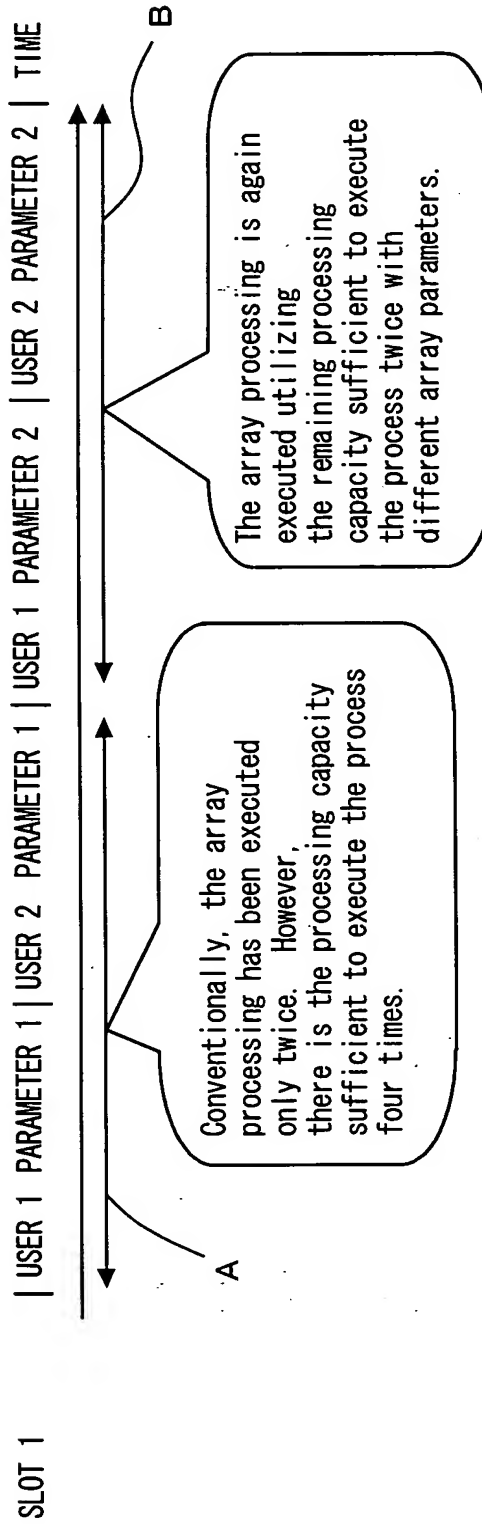 SLOT 1
| USER 1 PARAMETER 1 | USER 2 PARAMETER 1 | USER 1 PARAMETER 2 | USER 2 PARAMETER 2 | TIME
A
B
Conventionally, the array
processing has been executed
only twice. However,
there is the processing capacity
sufficient to execute the process
four times.
The array processing is again
executed utilizing
the remaining processing
capacity sufficient to execute
the process twice with
different array parameters.